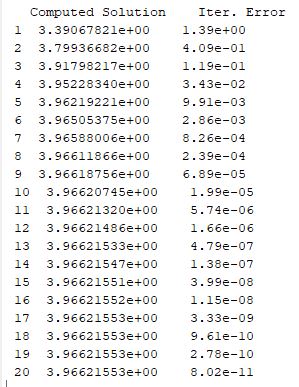 Computed Solution Iter. Error
1 3.39067821e+00 1.39e+00
2 3.79936682e+00 4.09e-01
3 3.91798217e+00 1.19e-01
4 3.95228340e+00 3.43e-02
5 3.96219221e+00 9.91e-03
6 3.96505375e+00 2.86e-03
7 3.96588006e+00 8.26e-04
8 3.96611866e+00 2.39e-04
9 3.96618756e+00 6.89e-05
10 3.96620745e+00 1.99e-05
11 3.96621320e+00 5.74e-06
12 3.96621486e+00 1.66e-06
13 3.96621533e+00 4.79e-07
14 3.96621547e+00 1.38e-07
15 3.96621551e+00 3.99e-08
16 3.96621552e+00 1.15e-08
17 3.96621553e+00 3.33e-09
18 3.96621553e+00 9.61e-10
19 3.96621553e+00 2.78e-10
20 3.96621553e+00 8.02e-11